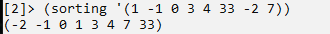 [2]> (sorting '(1 -1 0 3 4 33 -2 7))
(-2 -1 0 1 3 4 7 33)